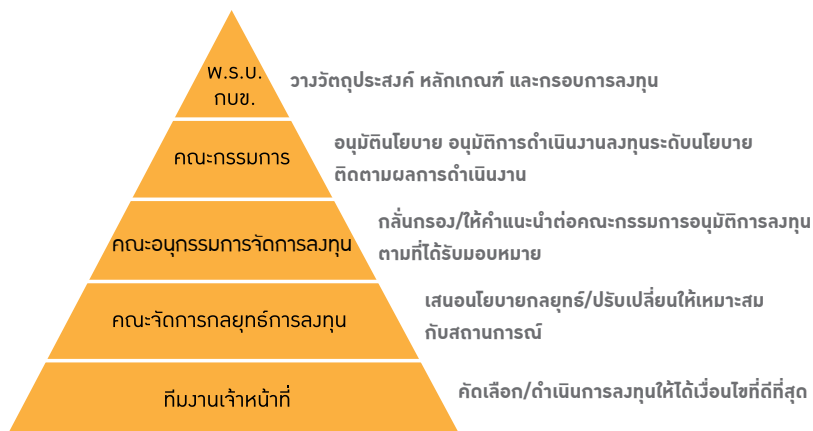 พ.ร.บ.
กบข.
วางวัตถุประสงค์ หลักเกณฑ์ และกรอบการลงทุน
คณะกรรมการ
อนุมัตินโยบาย อนุมัติการดำเนินงานลงทุนระดับนโยบาย
ติดตามผลการดำเนินงาน
คณะอนุกรรมการจัดการลงทุน
กลั่นกรอง/ให้คำแนะนำต่อคณะกรรมการอนุมัติการลงทุน
ตามที่ได้รับมอบหมาย
คณะจัดการกลยุทธ์การลงทุน
เสนอนโยบายกลยุทธ์/ปรับเปลี่ยนให้เหมาะสม
กับสถานการณ์
ทีมงานเจ้าหน้าที่
คัดเลือก/ดำเนินการลงทุนให้ได้เงื่อนไขที่ดีที่สุด